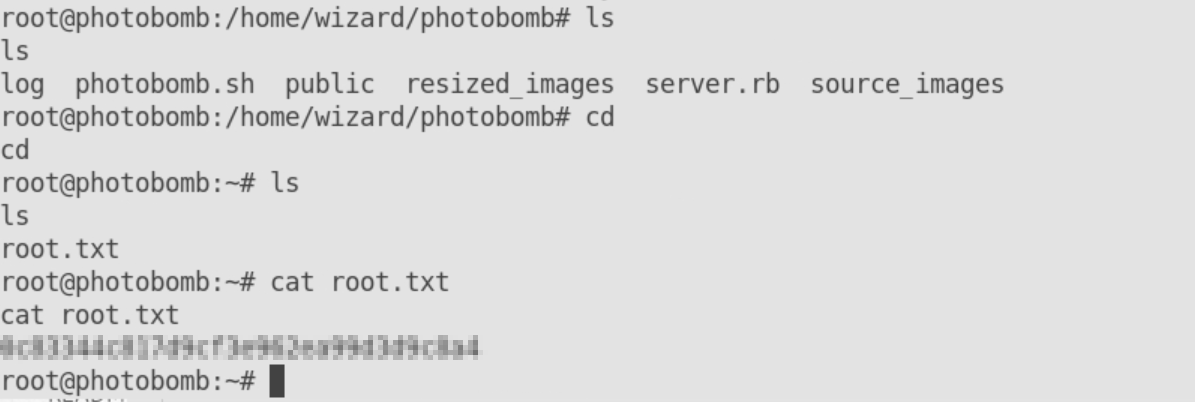 root@photobomb:/home/wizard/photobomb# ls
ls
log  photobomb.sh  public  resized_images  server.rb  source_images
root@photobomb:/home/wizard/photobomb# cd
cd
root@photobomb:~# ls
ls
root.txt
root@photobomb:~# cat root.txt
cat root.txt
root@photobomb:~#